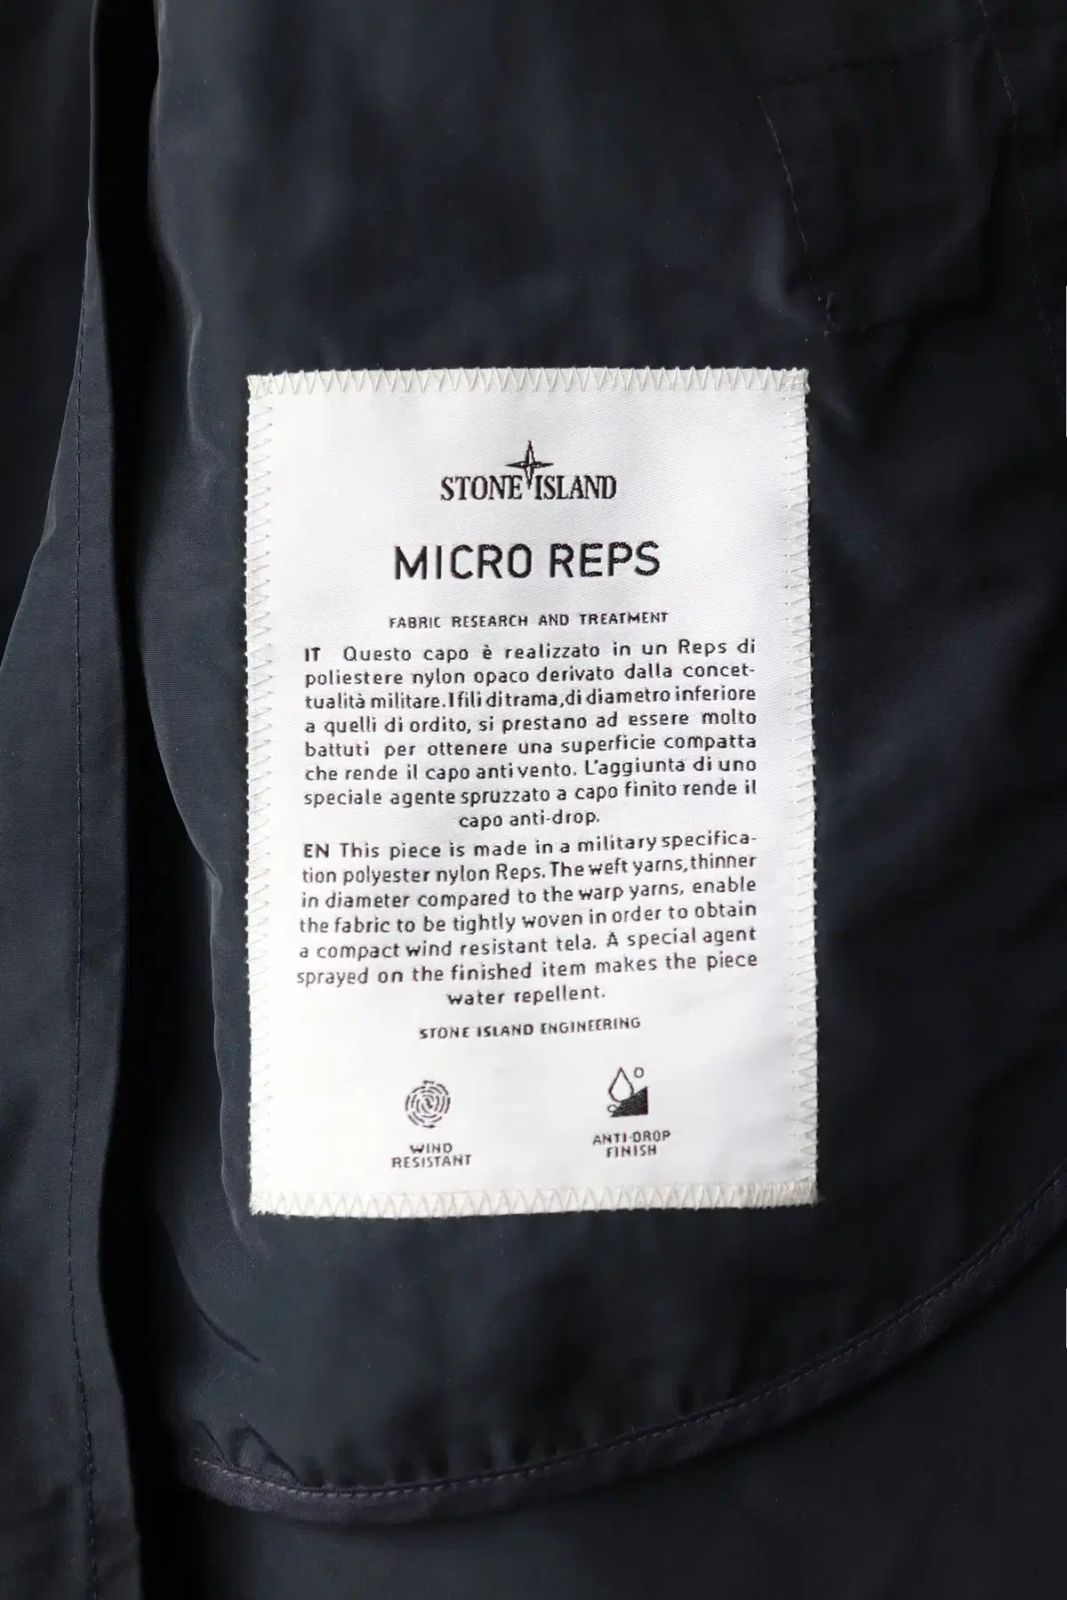 STONE ISLAND
MICRO REPS
FABRIC RESEARCH AND TREATMENT
IT Questo capo è realizzato in un Reps di
poliestere nylon opaco derivato dalla concet-
tualità militare. I fili di trama, di diametro inferiore
a quelli di ordito, si prestano ad essere molto
battuti per ottenere una superficie compatta
che rende il capo antivento. L'aggiunta di uno
speciale agente spruzzato a capo finito rende il
capo anti-drop.
EN This piece is made in a military specifica-
tion polyester nylon Reps. The weft yarns, thinner
in diameter compared to the warp yarns, enable
the fabric to be tightly woven in order to obtain
a compact wind resistant tela. A special agent
sprayed on the finished item makes the piece
water repellent.
STONE ISLAND ENGINEERING
WIND
RESISTANT
ANTI-DROP
FINISH